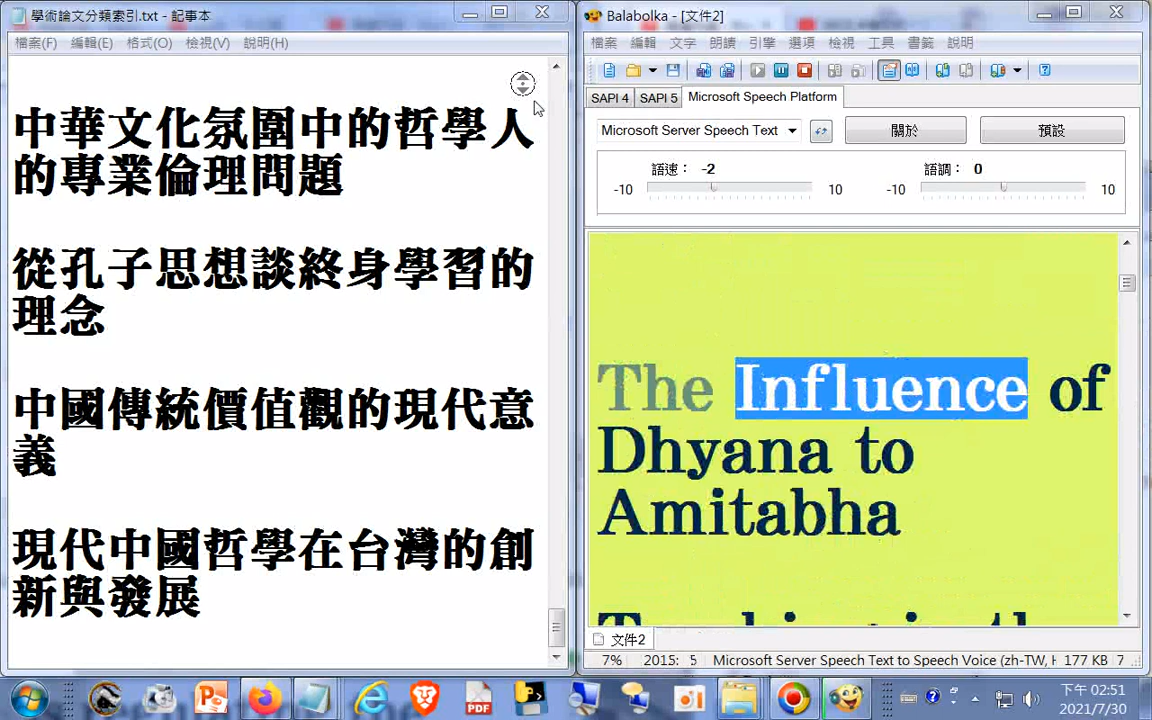 學術論文分類索引.txt - 記事本
檔案(F) 編輯(E) 格式(O) 檢視(V) 說明(H)
中華文化氛圍中的哲學人
的專業倫理問題
從孔子思想談終身學習的
理念
中國傳統價值觀的現代意
義
現代中國哲學在台灣的創
新與發展
Balabolka - [文件2]
檔案 編輯 文字 朗讀 引擎 選項 檢視 工具 書籤 說明
SAPI 4 SAPI 5 Microsoft Speech Platform
Microsoft Server Speech Text 關於 預設
語速： -2 語調： 0
-10 10 -10 10
The Influence of
Dhyana to
Amitabha
文件2
7% 2015: 5 Microsoft Server Speech Text to Speech Voice (zh-TW, H 177 KB 7
PDF
下午 02:51
2021/7/30